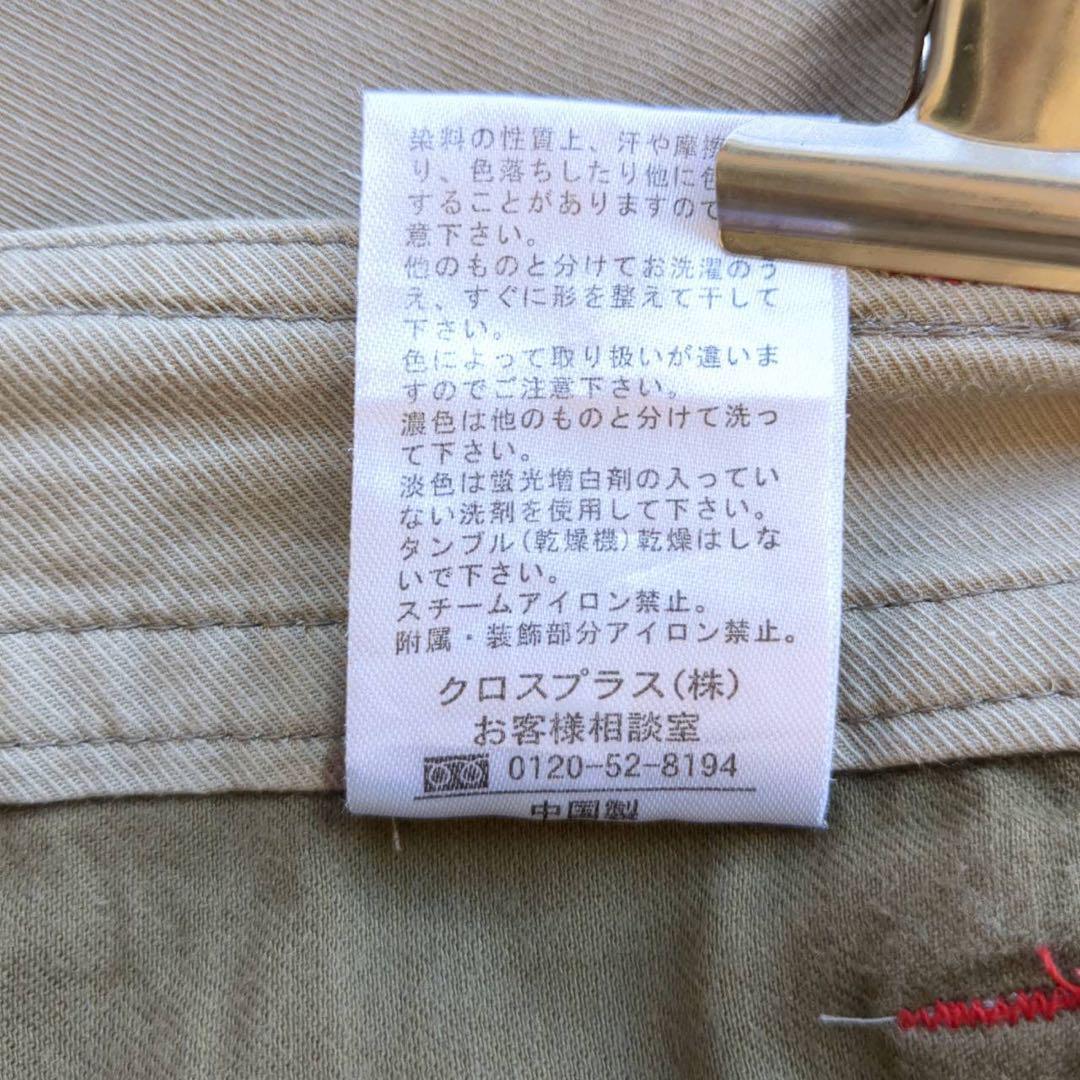 染料の性質上、汗や摩擦
り、色落ちしたり他に色
することがありますので
意下さい。
他のものと分けてお洗濯のう
え、すぐに形を整えて干して
下さい。
色によって取り扱いが違いま
すのでご注意下さい。
濃色は他のものと分けて洗っ
て下さい。
淡色は蛍光増白剤の入ってい
ない洗剤を使用して下さい。
タンブル(乾燥機)乾燥はしな
いで下さい。
スチームアイロン禁止。
附属・装飾部分アイロン禁止。
クロスプラス(株)
お客様相談室
0120-52-8194
中国製